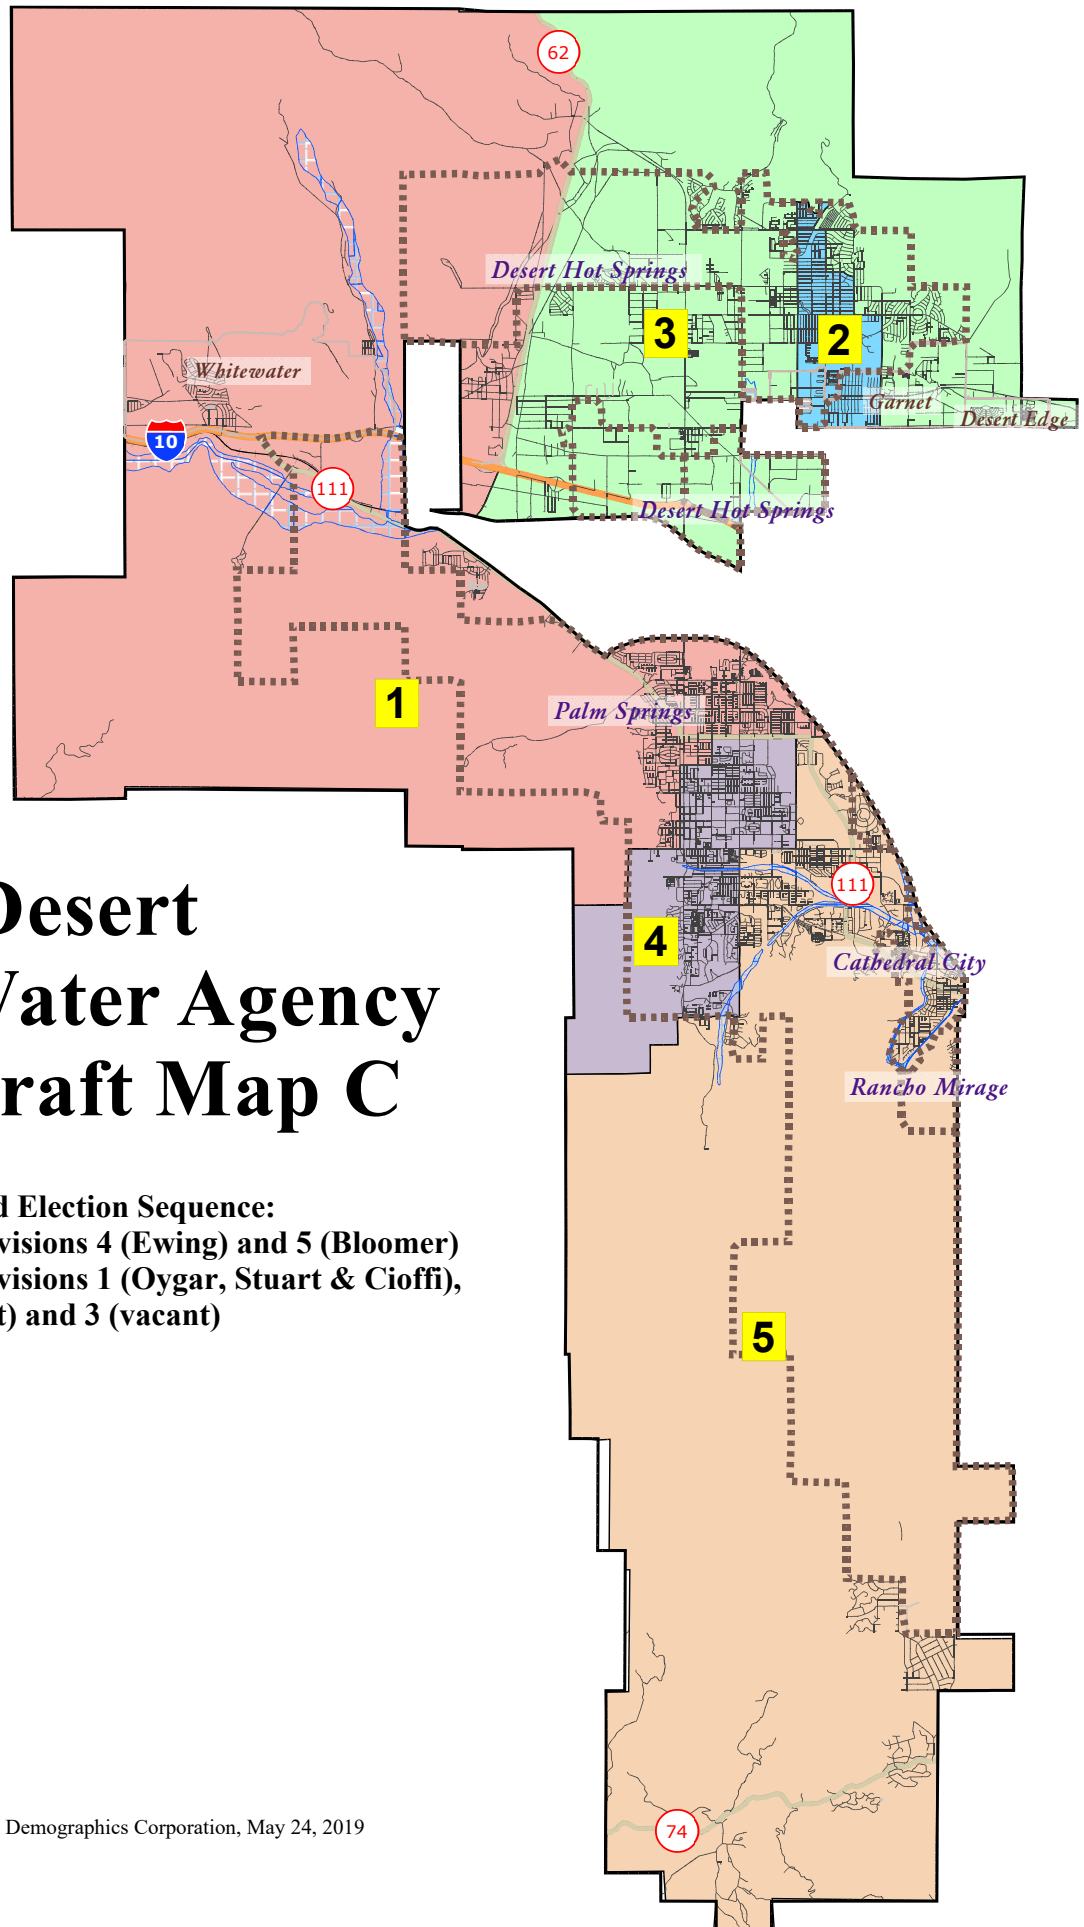 62
Desert Hot Springs
3
2
Whitewater
Garnet
Desert Edge
10
111
Desert Hot Springs
1
Palm Springs
111
4
Cathedral City
Rancho Mirage
Desert
Water Agency
raft Map C
d Election Sequence:
visions 4 (Ewing) and 5 (Bloomer)
visions 1 (Oygar, Stuart & Cioffi),
t) and 3 (vacant)
5
Demographics Corporation, May 24, 2019
74